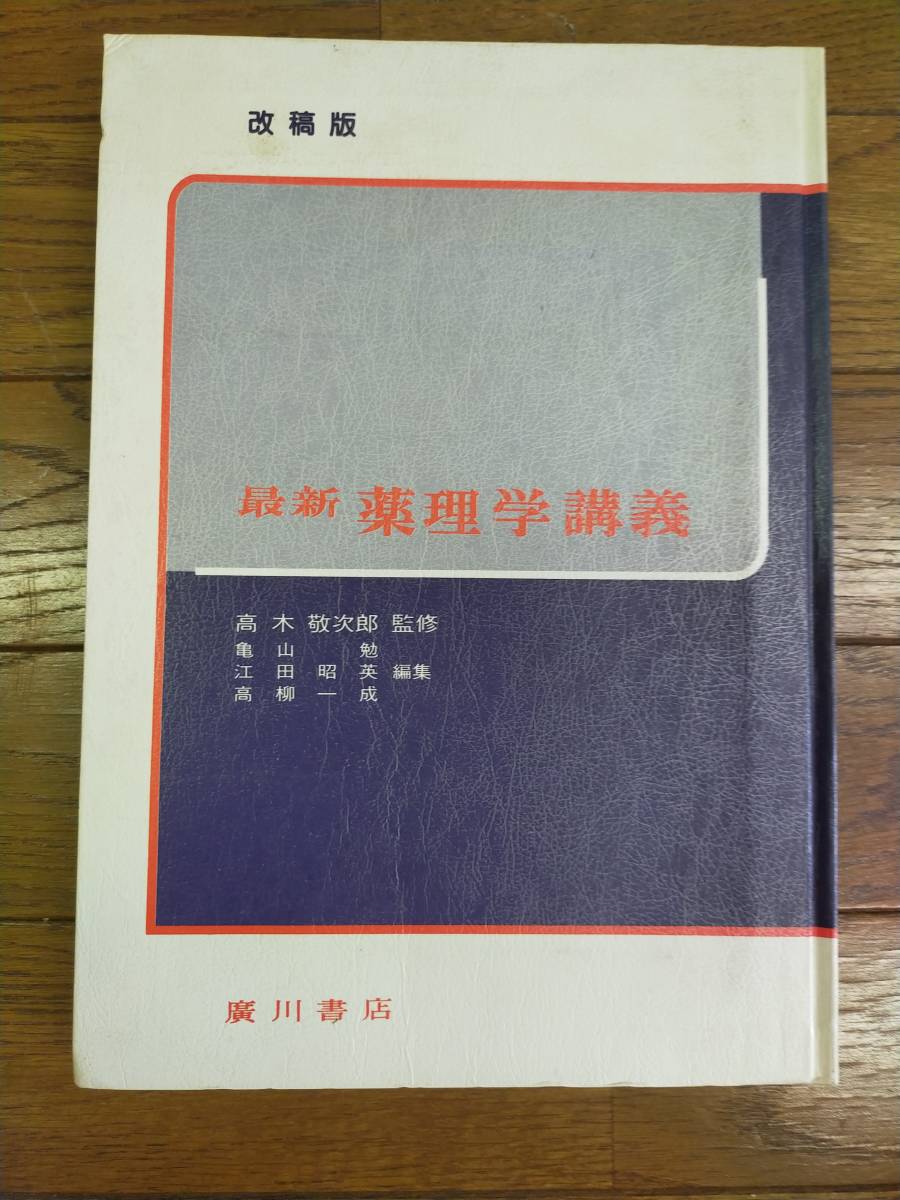 改稿版
最新 薬理学講義
高木敬次郎 監修
亀山勉
江田昭英 編集
高柳一成
廣川書店